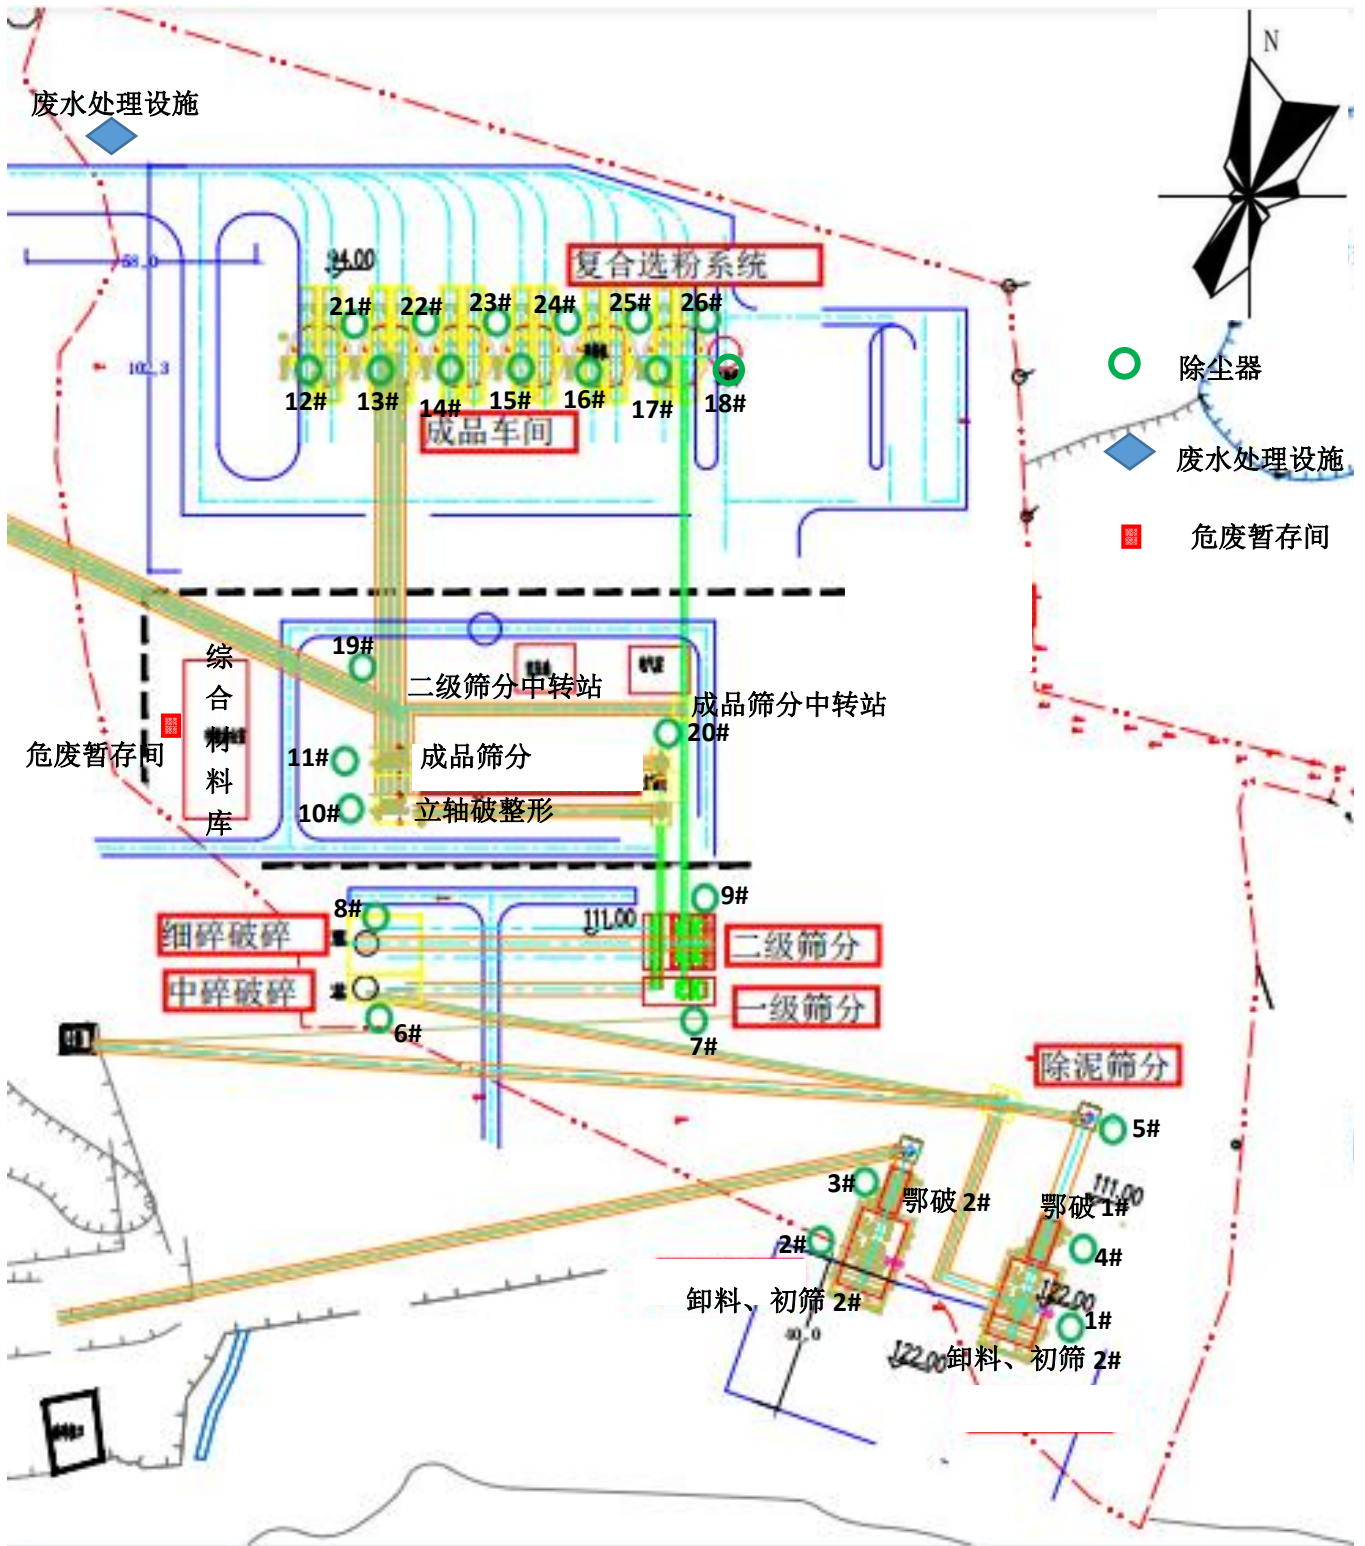 N
废水处理设施
58.0
94.00
复合选粉系统
21#
22#
23#
24#
25#
26#
102.3
除尘器
12#
13#
14#
15#
16#
17#
18#
成品车间
废水处理设施
危废暂存间
19#
综合材料库
二级筛分中转站
成品筛分中转站
20#
危废暂存间
11#
成品筛分
10#
立轴破整形
8#
9#
111.00
细碎破碎
二级筛分
中碎破碎
一级筛分
6#
7#
除泥筛分
5#
3#
鄂破 2#
111.00
鄂破 1#
2#
4#
卸料、初筛 2#
122.00
1#
40.0
122.00
卸料、初筛 2#